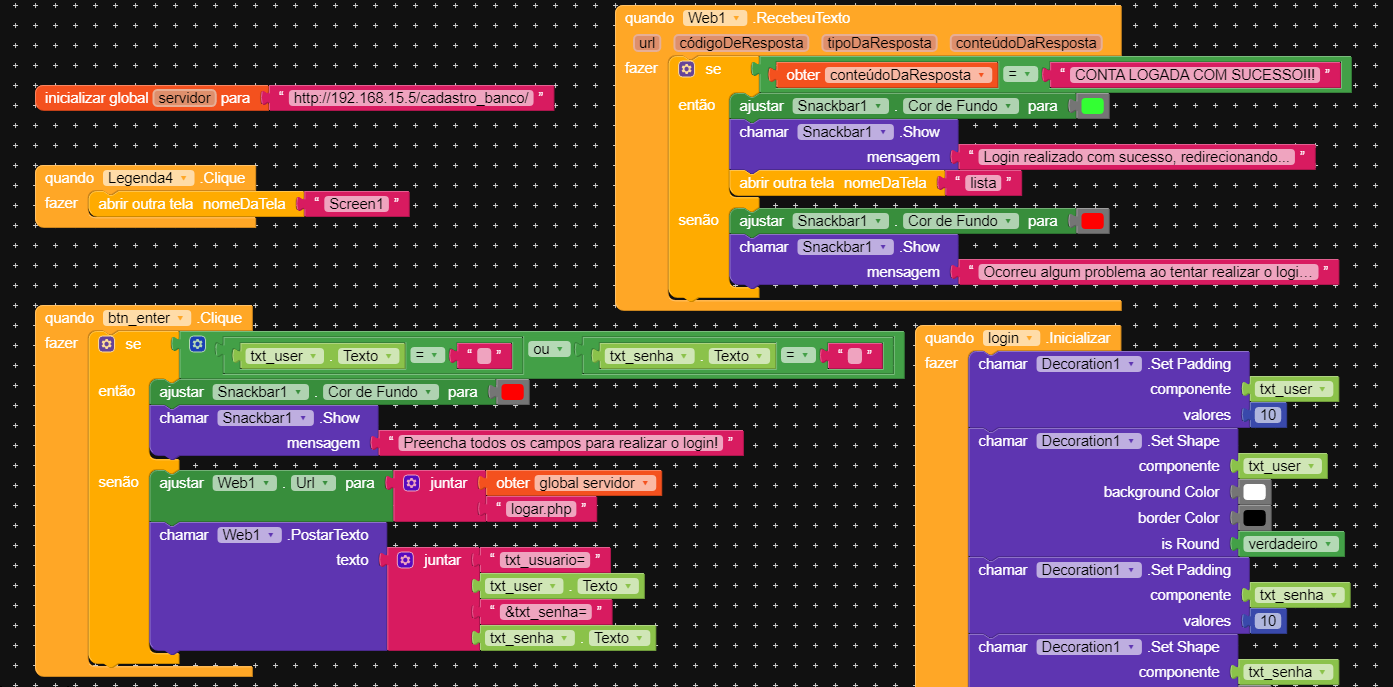 inicializar global servidor para " http://192.168.15.5/cadastro_banco/ "
quando Legenda4 .Clique
fazer abrir outra tela nomeDaTela " Screen1 "
quando Web1 .RecebeuTexto
url códigoDeResposta tipoDaResposta conteúdoDaResposta
fazer se obter conteúdoDaResposta = " CONTA LOGADA COM SUCESSO!!! "
então ajustar Snackbar1 . Cor de Fundo para
chamar Snackbar1 .Show
mensagem " Login realizado com sucesso, redirecionando... "
abrir outra tela nomeDaTela " lista "
senão ajustar Snackbar1 . Cor de Fundo para
chamar Snackbar1 .Show
mensagem " Ocorreu algum problema ao tentar realizar o logi... "
quando btn_enter .Clique
fazer se txt_user . Texto = " " ou txt_senha . Texto = " "
então ajustar Snackbar1 . Cor de Fundo para
chamar Snackbar1 .Show
mensagem " Preencha todos os campos para realizar o login! "
senão ajustar Web1 . Url para juntar obter global servidor
" logar.php "
chamar Web1 .PostarTexto
texto juntar " txt_usuario= "
txt_user . Texto
" &txt_senha= "
txt_senha . Texto
quando login .Inicializar
fazer chamar Decoration1 .Set Padding
componente txt_user
valores 10
chamar Decoration1 .Set Shape
componente txt_user
background Color
border Color
is Round verdadeiro
chamar Decoration1 .Set Padding
componente txt_senha
valores 10
chamar Decoration1 .Set Shape
componente txt_senha